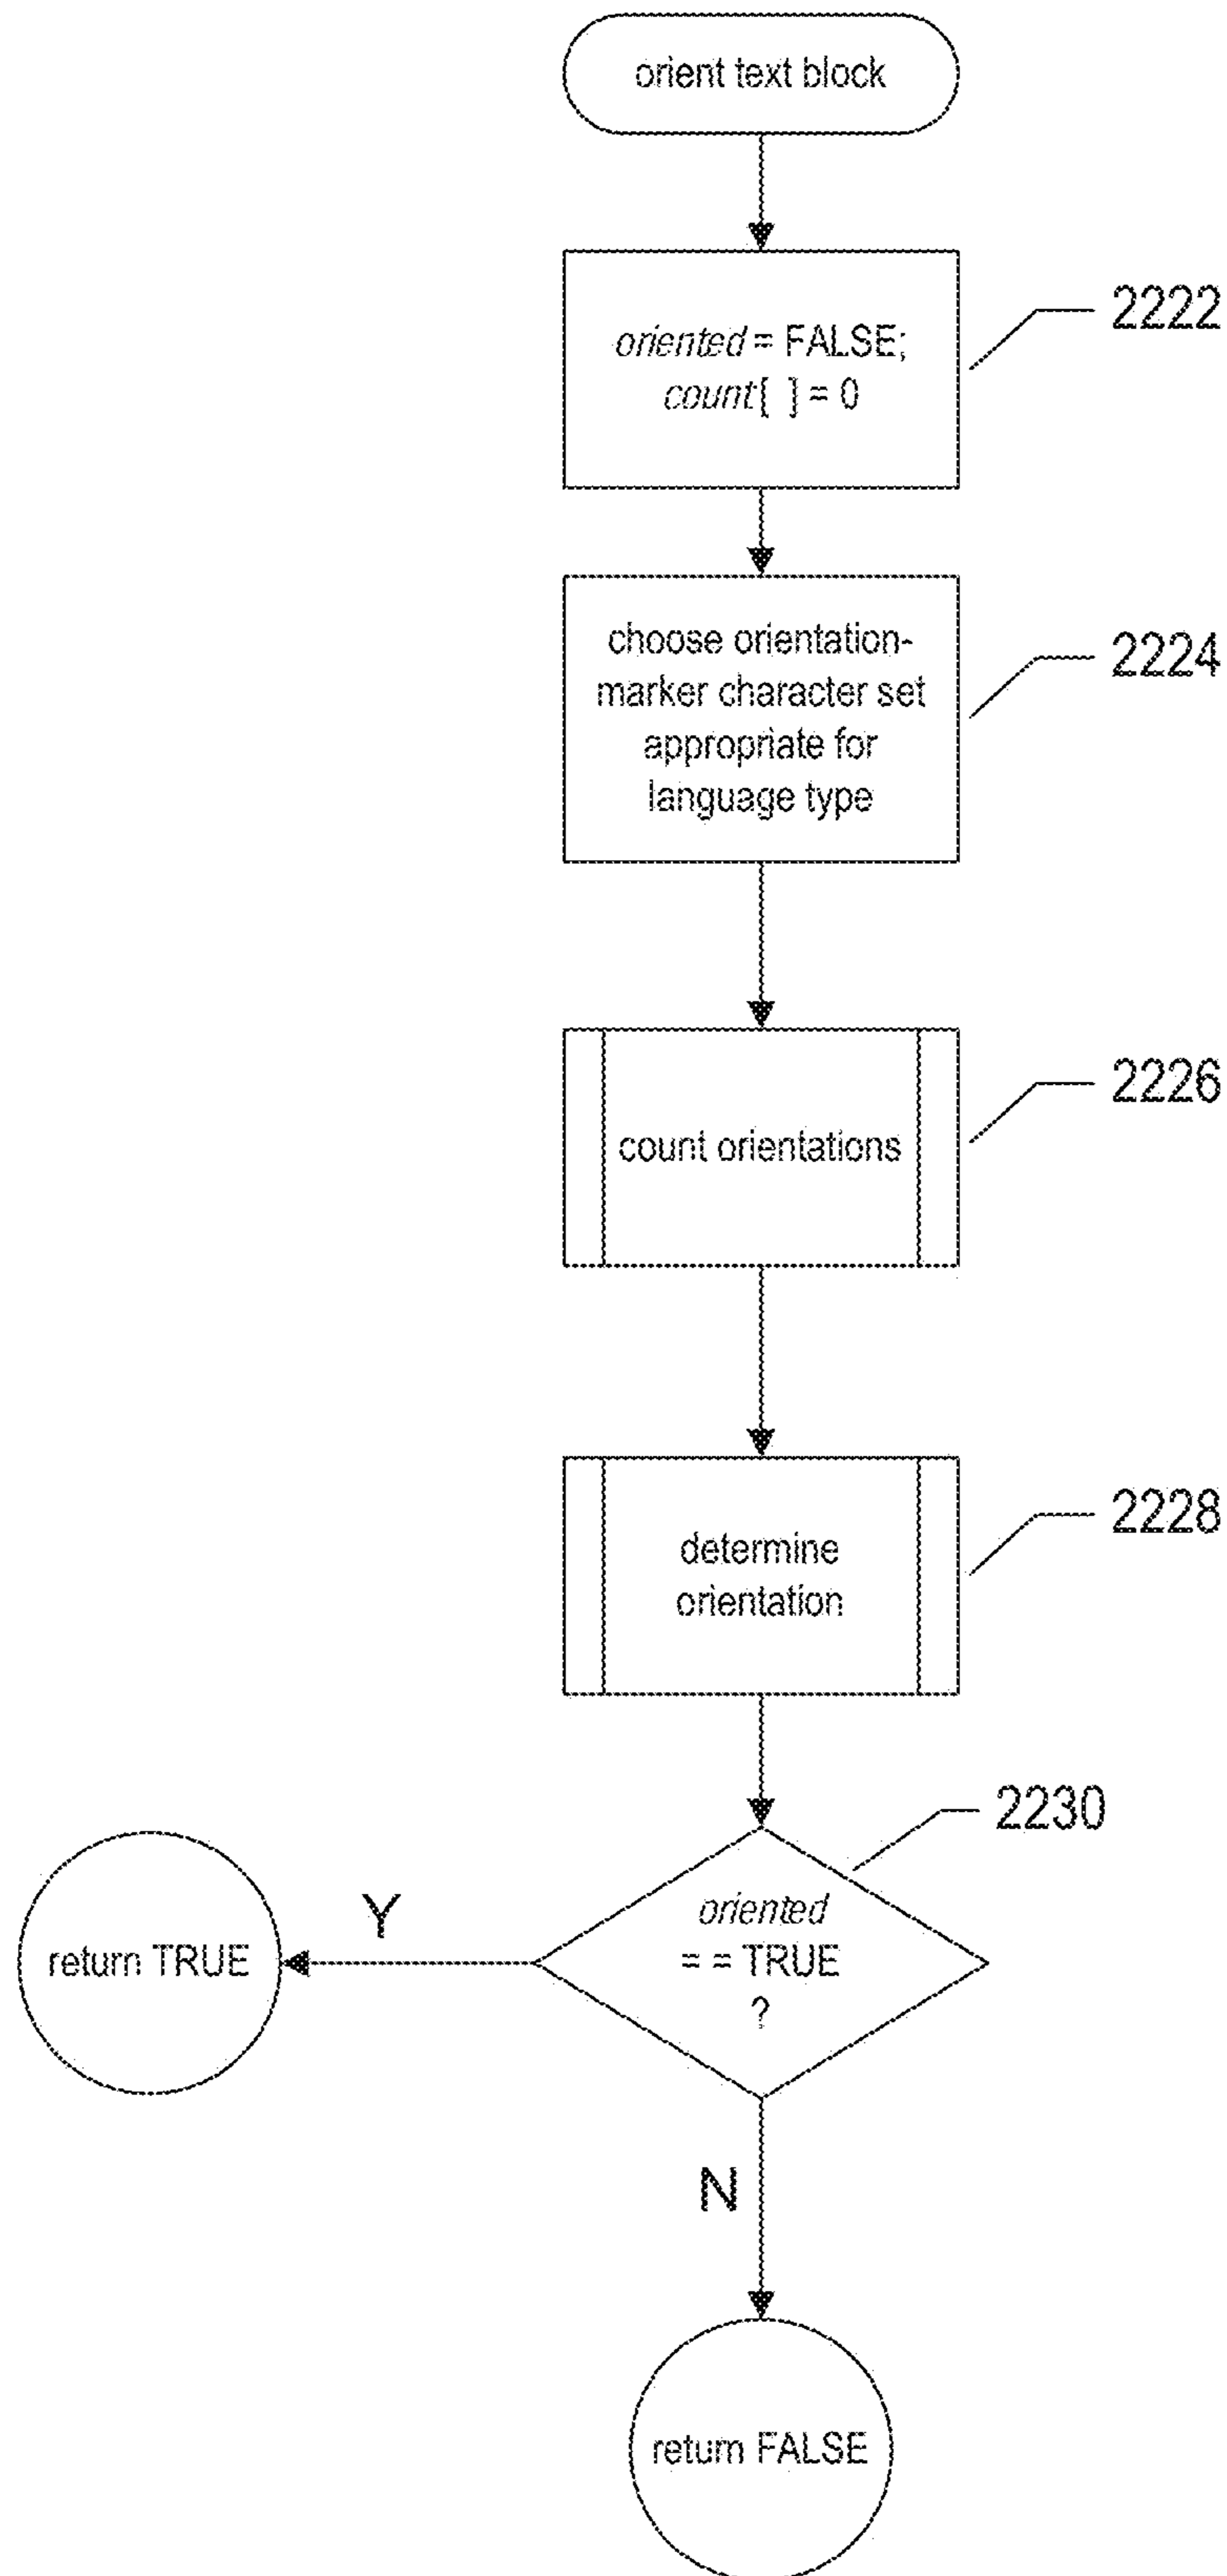 orient text block
oriented = FALSE;
count [ ] = 0
2222
choose orientation-
marker character set
appropriate for
language type
2224
count orientations
2226
determine
orientation
2228
2230
oriented
= = TRUE
?
Y
return TRUE
N
return FALSE